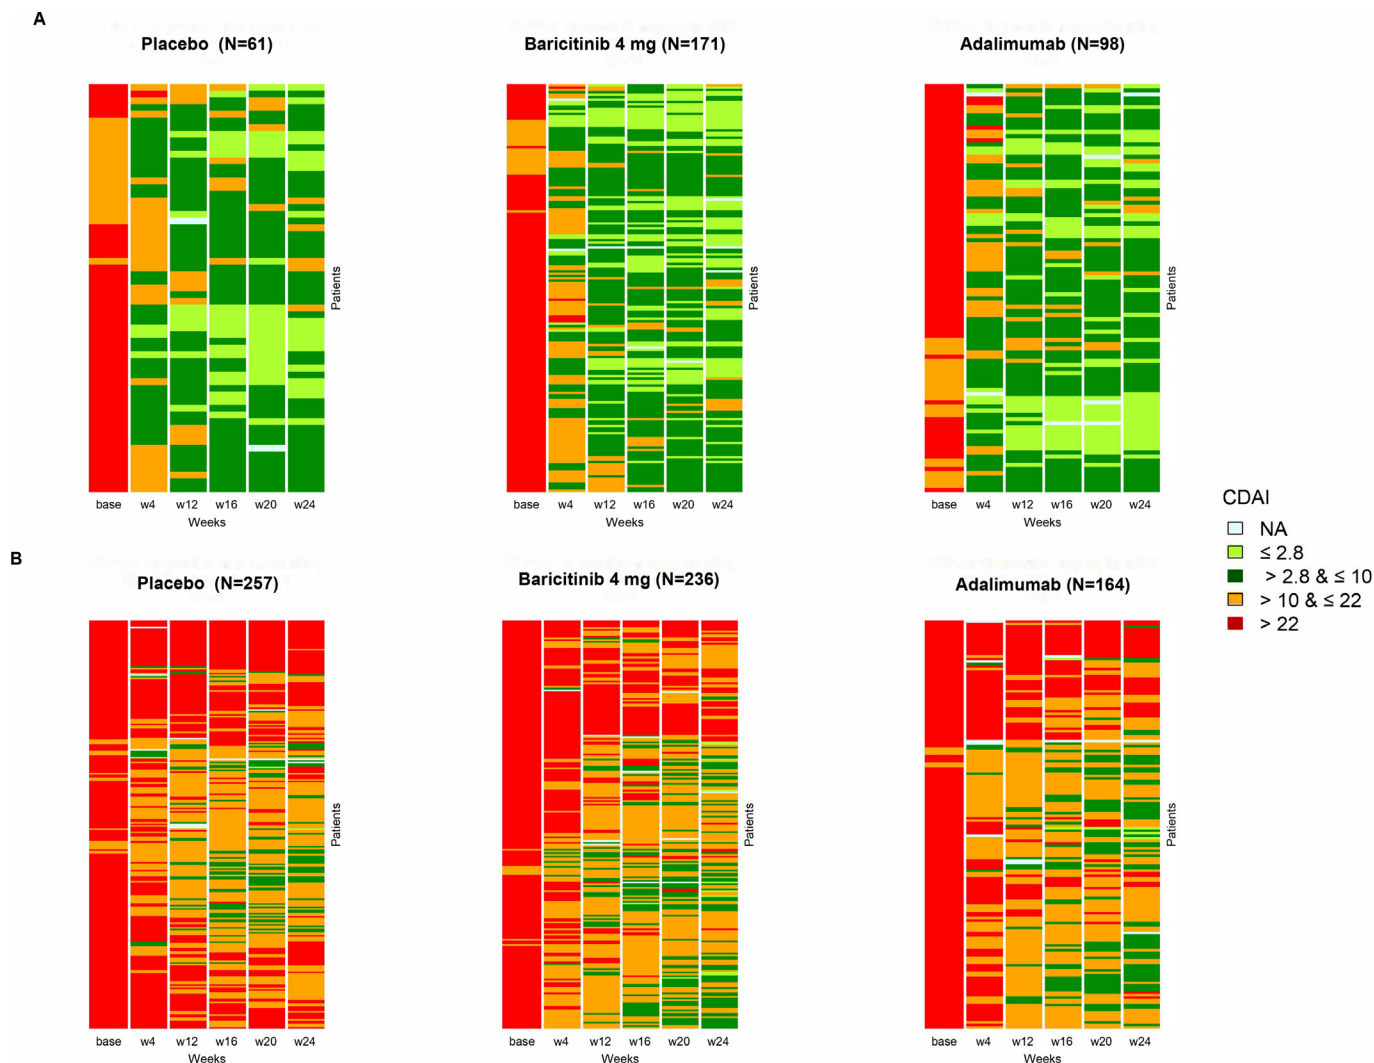 A
Placebo (N=61)
Baricitinib 4 mg (N=171)
Adalimumab (N=98)
Patients
Patients
base w4 w12 w16 w20 w24
base w4 w12 w16 w20 w24
base w4 w12 w16 w20 w24
Weeks
Weeks
Weeks
CDAI
NA
≤ 2.8
> 2.8 & ≤ 10
> 10 & ≤ 22
> 22
B
Placebo (N=257)
Baricitinib 4 mg (N=236)
Adalimumab (N=164)
Patients
Patients
base w4 w12 w16 w20 w24
base w4 w12 w16 w20 w24
base w4 w12 w16 w20 w24
Weeks
Weeks
Weeks